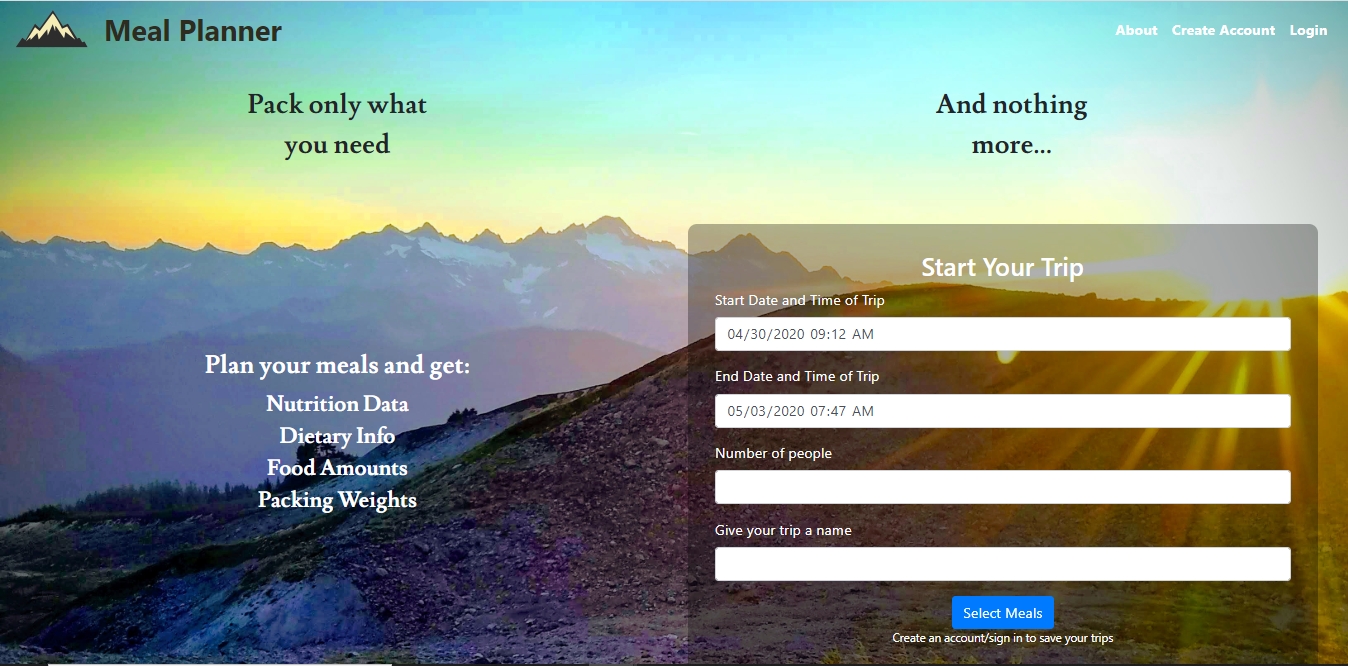 Meal Planner
About Create Account Login
Pack only what
you need
And nothing
more...
Plan your meals and get:
Nutrition Data
Dietary Info
Food Amounts
Packing Weights
Start Your Trip
Start Date and Time of Trip
04/30/2020 09:12 AM
End Date and Time of Trip
05/03/2020 07:47 AM
Number of people
Give your trip a name
Select Meals
Create an account/sign in to save your trips